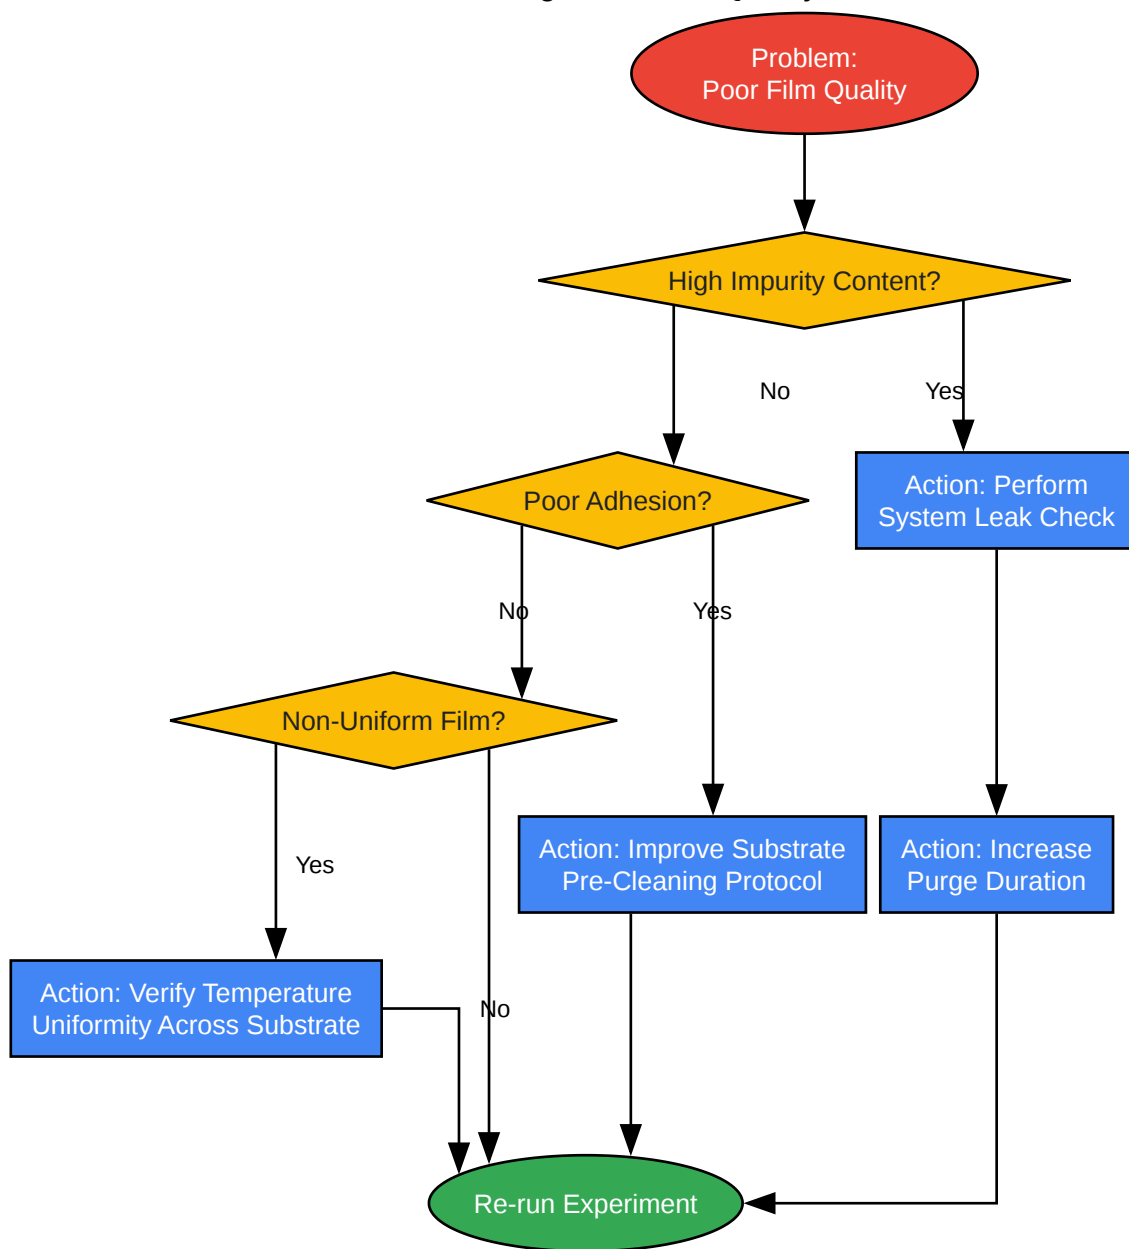 Problem:
Poor Film Quality
High Impurity Content?
No
Yes
Poor Adhesion?
Action: Perform
System Leak Check
No
Yes
Non-Uniform Film?
Yes
Action: Improve Substrate
Pre-Cleaning Protocol
Action: Increase
Purge Duration
Action: Verify Temperature
Uniformity Across Substrate
No
Re-run Experiment